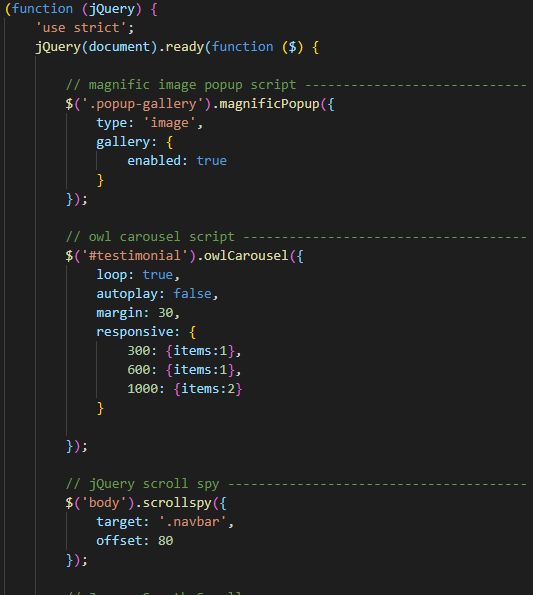 (function (jQuery) {
'use strict';
jQuery(document).ready(function ($) {
// magnific image popup script -----------------------------
$('.popup-gallery').magnificPopup({
type: 'image',
gallery: {
enabled: true
}
});
// owl carousel script -------------------------------------
$('#testimonial').owlCarousel({
loop: true,
autoplay: false,
margin: 30,
responsive: {
300: {items:1},
600: {items:1},
1000: {items:2}
}
});
// jQuery scroll spy ---------------------------------------
$('body').scrollspy({
target: '.navbar',
offset: 80
});